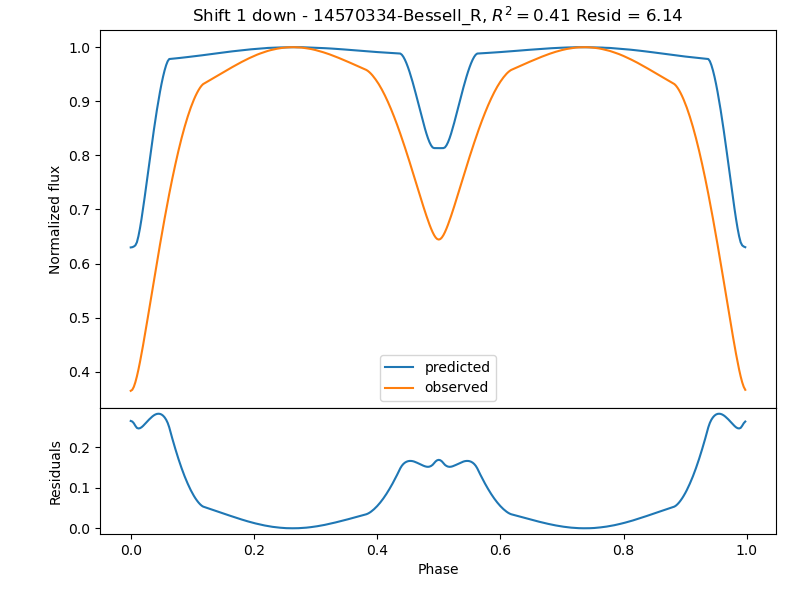 Shift 1 down - 14570334-Bessell_R, R² = 0.41 Resid = 6.14
Normalized flux
1.0
0.9
0.8
0.7
0.6
0.5
0.4
predicted
observed
Residuals
0.2
0.1
0.0
0.0 0.2 0.4 0.6 0.8 1.0
Phase